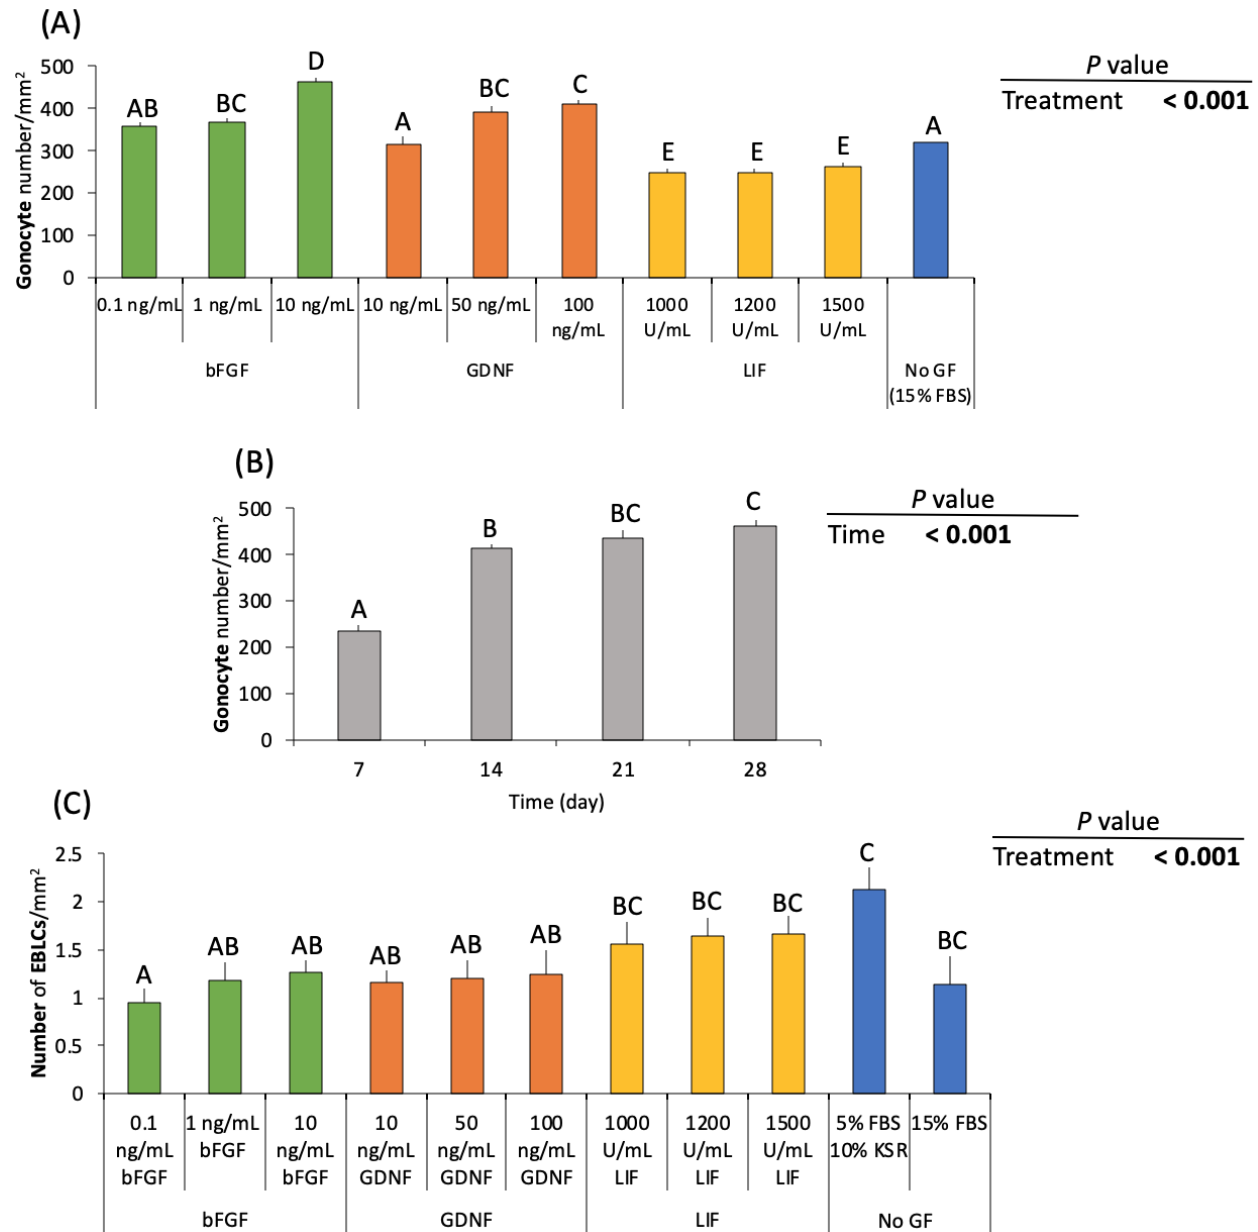 (A)
Gonocyte number/mm²
500
400
300
200
100
0
AB
BC
D
A
BC
C
E
E
E
A
0.1 ng/mL
1 ng/mL
10 ng/mL
10 ng/mL
50 ng/mL
100
ng/mL
1000
U/mL
1200
U/mL
1500
U/mL
bFGF
GDNF
LIF
No GF
(15% FBS)
P value
Treatment < 0.001
(B)
Gonocyte number/mm²
500
400
300
200
100
0
A
B
BC
C
7
14
21
28
Time (day)
P value
Time < 0.001
(C)
Number of EBLCs/mm²
2.5
2
1.5
1
0.5
0
A
AB
AB
AB
AB
AB
BC
BC
BC
C
BC
0.1
ng/mL
bFGF
1 ng/mL
bFGF
10
ng/mL
bFGF
10
ng/mL
GDNF
50
ng/mL
GDNF
100
ng/mL
GDNF
1000
U/mL
LIF
1200
U/mL
LIF
1500
U/mL
LIF
5% FBS
10% KSR
15% FBS
bFGF
GDNF
LIF
No GF
P value
Treatment < 0.001